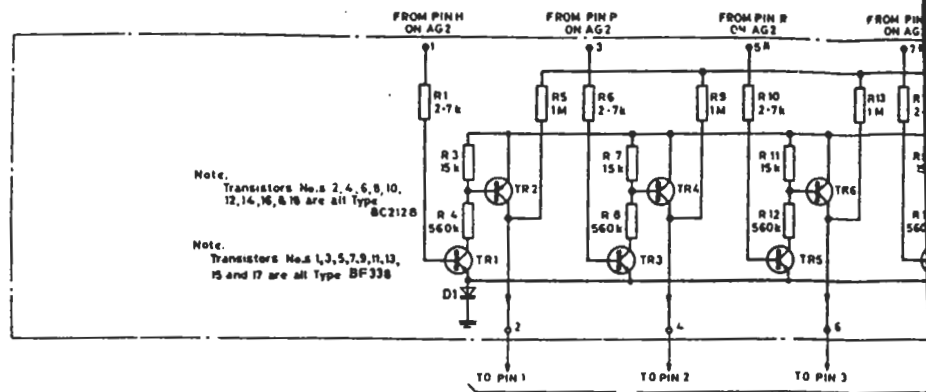 FROM PIN H
ON AG2
FROM PIN P
ON AG2
FROM PIN R
ON AG2
FROM PIN
ON AG
1
3
5
7
R1
2·7k
R5
1M
R6
2·7k
R9
1M
R10
2·7k
R13
1M
R3
15k
TR2
R7
15k
TR4
R11
15k
TR6
R4
560k
R8
560k
R12
560k
TR1
TR3
TR5
D1
Note.
Transistors No.s 2,4,6,8,10,
12,14,16,& 18 are all Type
BC212B
Note.
Transistors No.s 1,3,5,7,9,11,13,
15 and 17 are all Type BF338
2
4
6
TO PIN 1
TO PIN 2
TO PIN 3